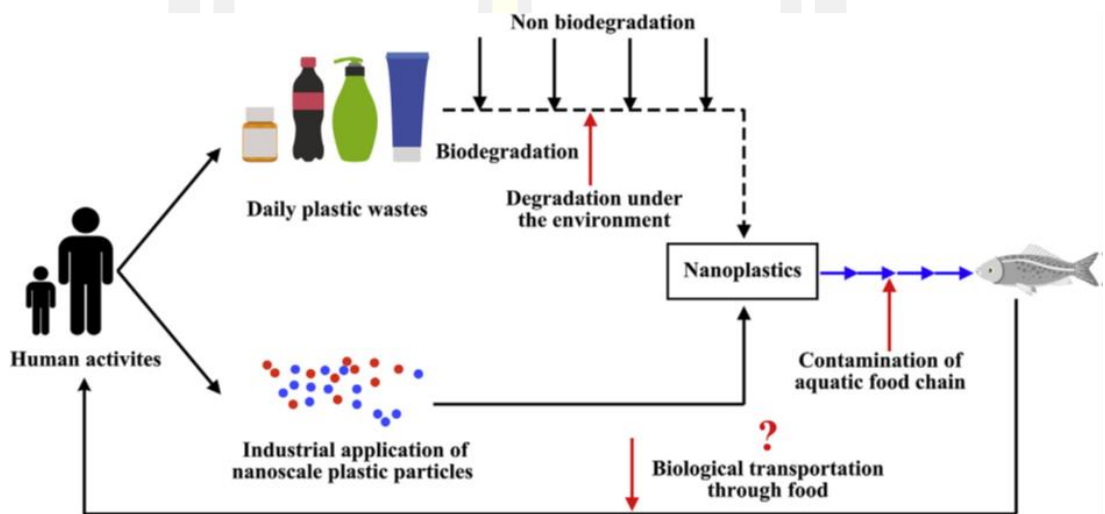 Non biodegradation
Biodegradation
Degradation under
the environment
Daily plastic wastes
Nanoplastics
Human activites
Contamination of
aquatic food chain
Industrial application of
nanoscale plastic particles
?
Biological transportation
through food